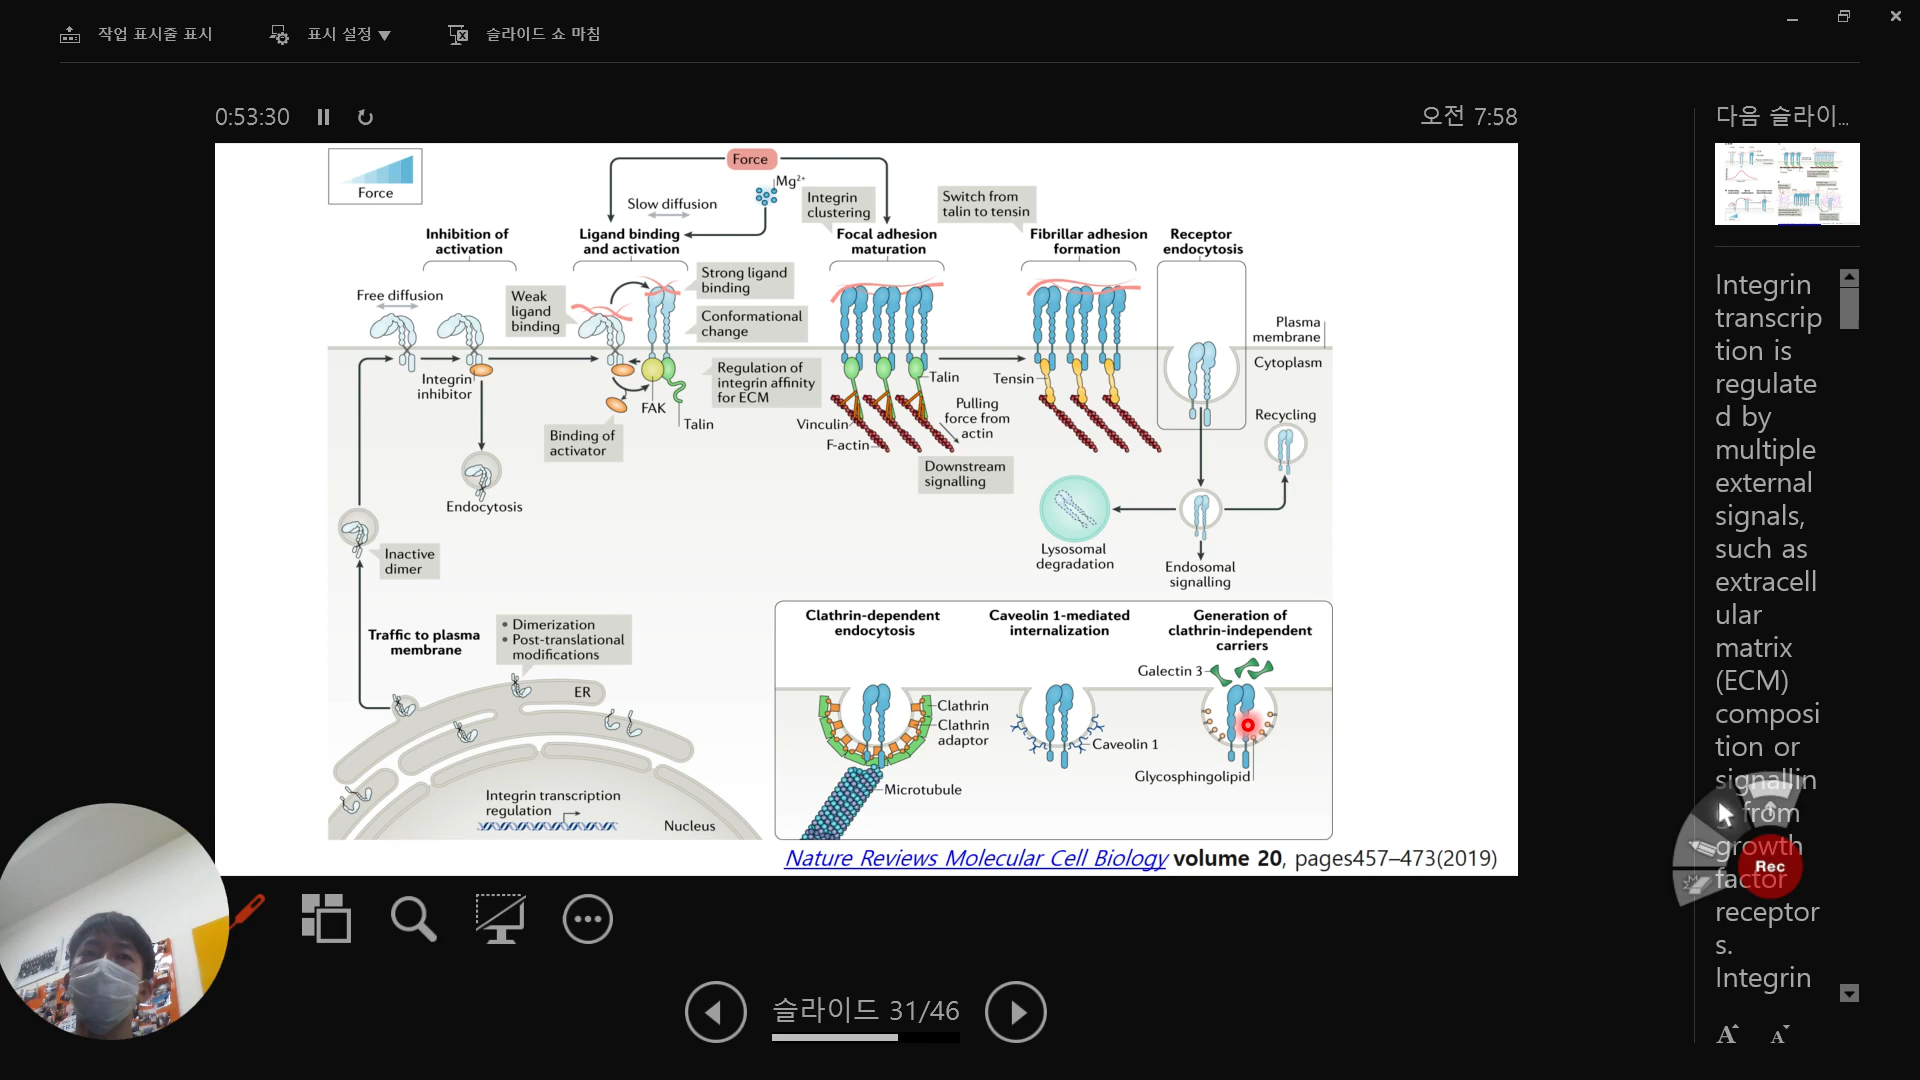 작업 표시줄 표시
표시 설정 ▼
슬라이드 쇼 마침
0:53:30
오전 7:58
다음 슬라이...
Force
Force
Mg²⁺
Slow diffusion
Integrin
clustering
Switch from
talin to tensin
Inhibition of
activation
Ligand binding
and activation
Focal adhesion
maturation
Fibrillar adhesion
formation
Receptor
endocytosis
Free diffusion
Weak
ligand
binding
Strong ligand
binding
Conformational
change
Plasma
membrane
Cytoplasm
Integrin
inhibitor
Regulation of
integrin affinity
for ECM
FAK
Talin
Binding of
activator
Talin
Vinculin
F-actin
Pulling
force from
actin
Downstream
signalling
Tensin
Recycling
Endocytosis
Inactive
dimer
Lysosomal
degradation
Endosomal
signalling
Traffic to plasma
membrane
• Dimerization
• Post-translational
modifications
ER
Integrin transcription
regulation
Nucleus
Clathrin-dependent
endocytosis
Caveolin 1-mediated
internalization
Generation of
clathrin-independent
carriers
Galectin 3
Clathrin
Clathrin
adaptor
Microtubule
Caveolin 1
Glycosphingolipid
Nature Reviews Molecular Cell Biology volume 20, pages457–473(2019)
Integrin
transcrip
tion is
regulate
d by
multiple
external
signals,
such as
extracell
ular
matrix
(ECM)
composi
tion or
signallin
from
growth
factor
receptor
s.
Integrin
Rec
슬라이드 31/46
A A